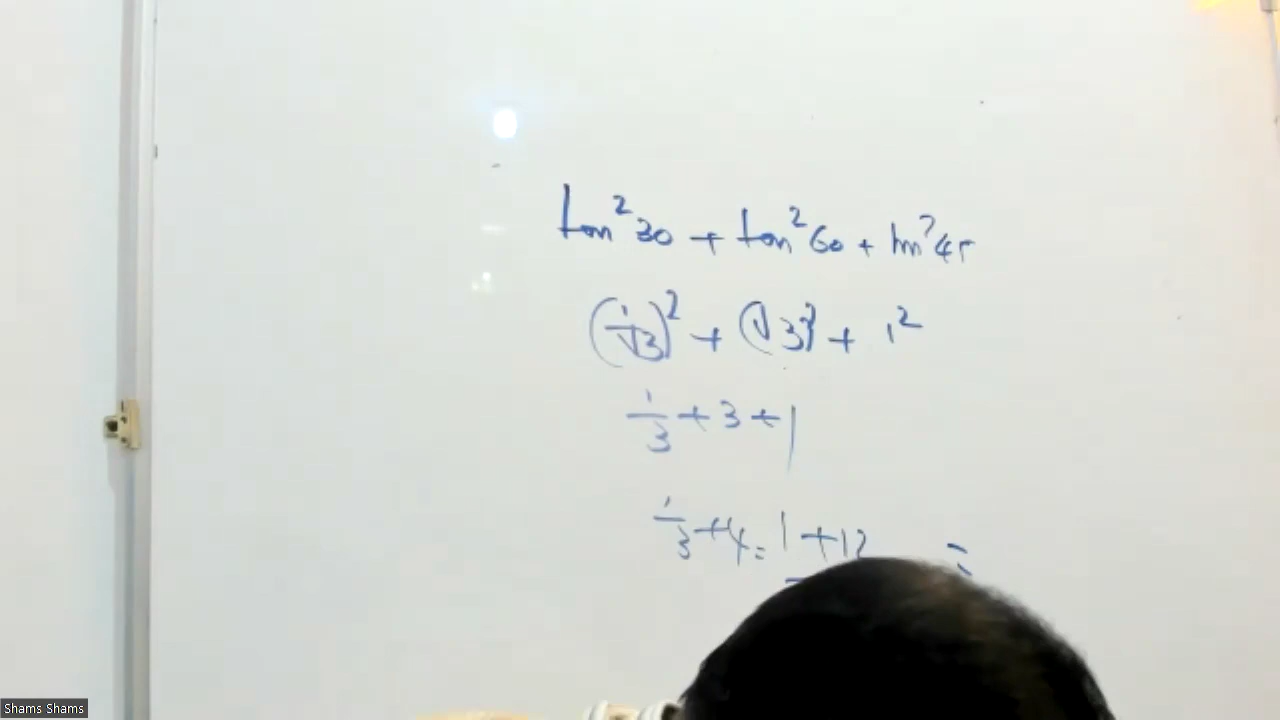 tan²30 + tan²60 + tan²45
(1/√3)² + (√3)² + 1²
1/3 + 3 + 1
1/3 + 4 = 1 + 12 =
Shams Shams